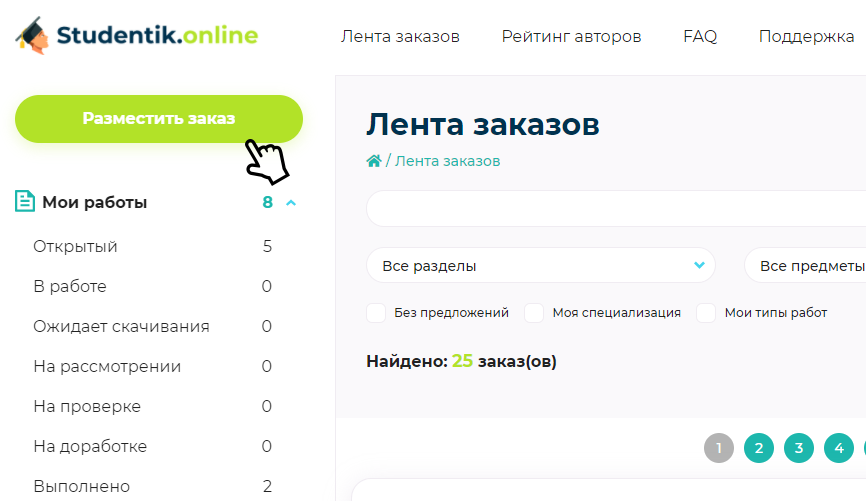 Studentik.online
Лента заказов Рейтинг авторов FAQ Поддержка
Разместить заказ
Мои работы 8
Открытый 5
В работе 0
Ожидает скачивания 0
На рассмотрении 0
На проверке 0
На доработке 0
Выполнено 2
Лента заказов
/ Лента заказов
Все разделы Все предметы
Без предложений Моя специализация Мои типы работ
Найдено: 25 заказ(ов)
1 2 3 4